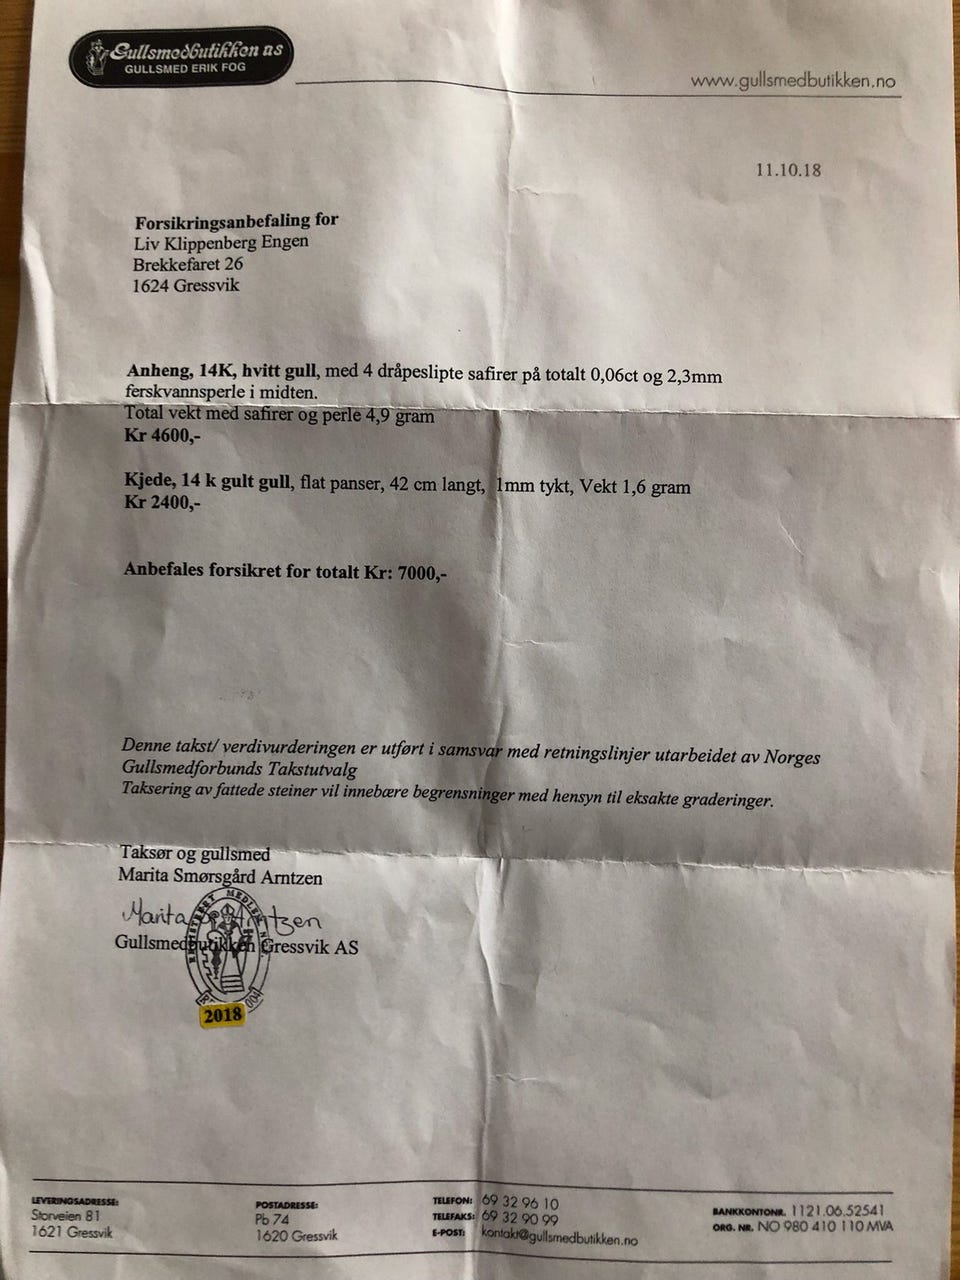 Gullsmedbutikken as
GULLSMED ERIK FOG
www.gullsmedbutikken.no
11.10.18
Forsikringsanbefaling for
Liv Klippenberg Engen
Brekkefaret 26
1624 Gressvik
Anheng, 14K, hvitt gull, med 4 dråpeslipte safirer på totalt 0,06ct og 2,3mm
ferskvannsperle i midten.
Total vekt med safirer og perle 4,9 gram
Kr 4600,-
Kjede, 14 k gult gull, flat panser, 42 cm langt, 1mm tykt, Vekt 1,6 gram
Kr 2400,-
Anbefales forsikret for totalt Kr: 7000,-
Denne takst/ verdivurderingen er utført i samsvar med retningslinjer utarbeidet av Norges
Gullsmedforbunds Takstutvalg
Taksering av fattede steiner vil innebære begrensninger med hensyn til eksakte graderinger.
Taksør og gullsmed
Marita Smørsgård Arntzen
Marita Arntzen
Gullsmedbutikken Gressvik AS
REGISTRERT MEDLEM
2018
LEVERINGSADRESSE:
Storveien 81
1621 Gressvik
POSTADRESSE:
Pb 74
1620 Gressvik
TELEFON: 69 32 96 10
TELEFAKS: 69 32 90 99
E-POST: kontakt@gullsmedbutikken.no
BANKKONTONR. 1121.06.52541
ORG. NR. NO 980 410 110 MVA